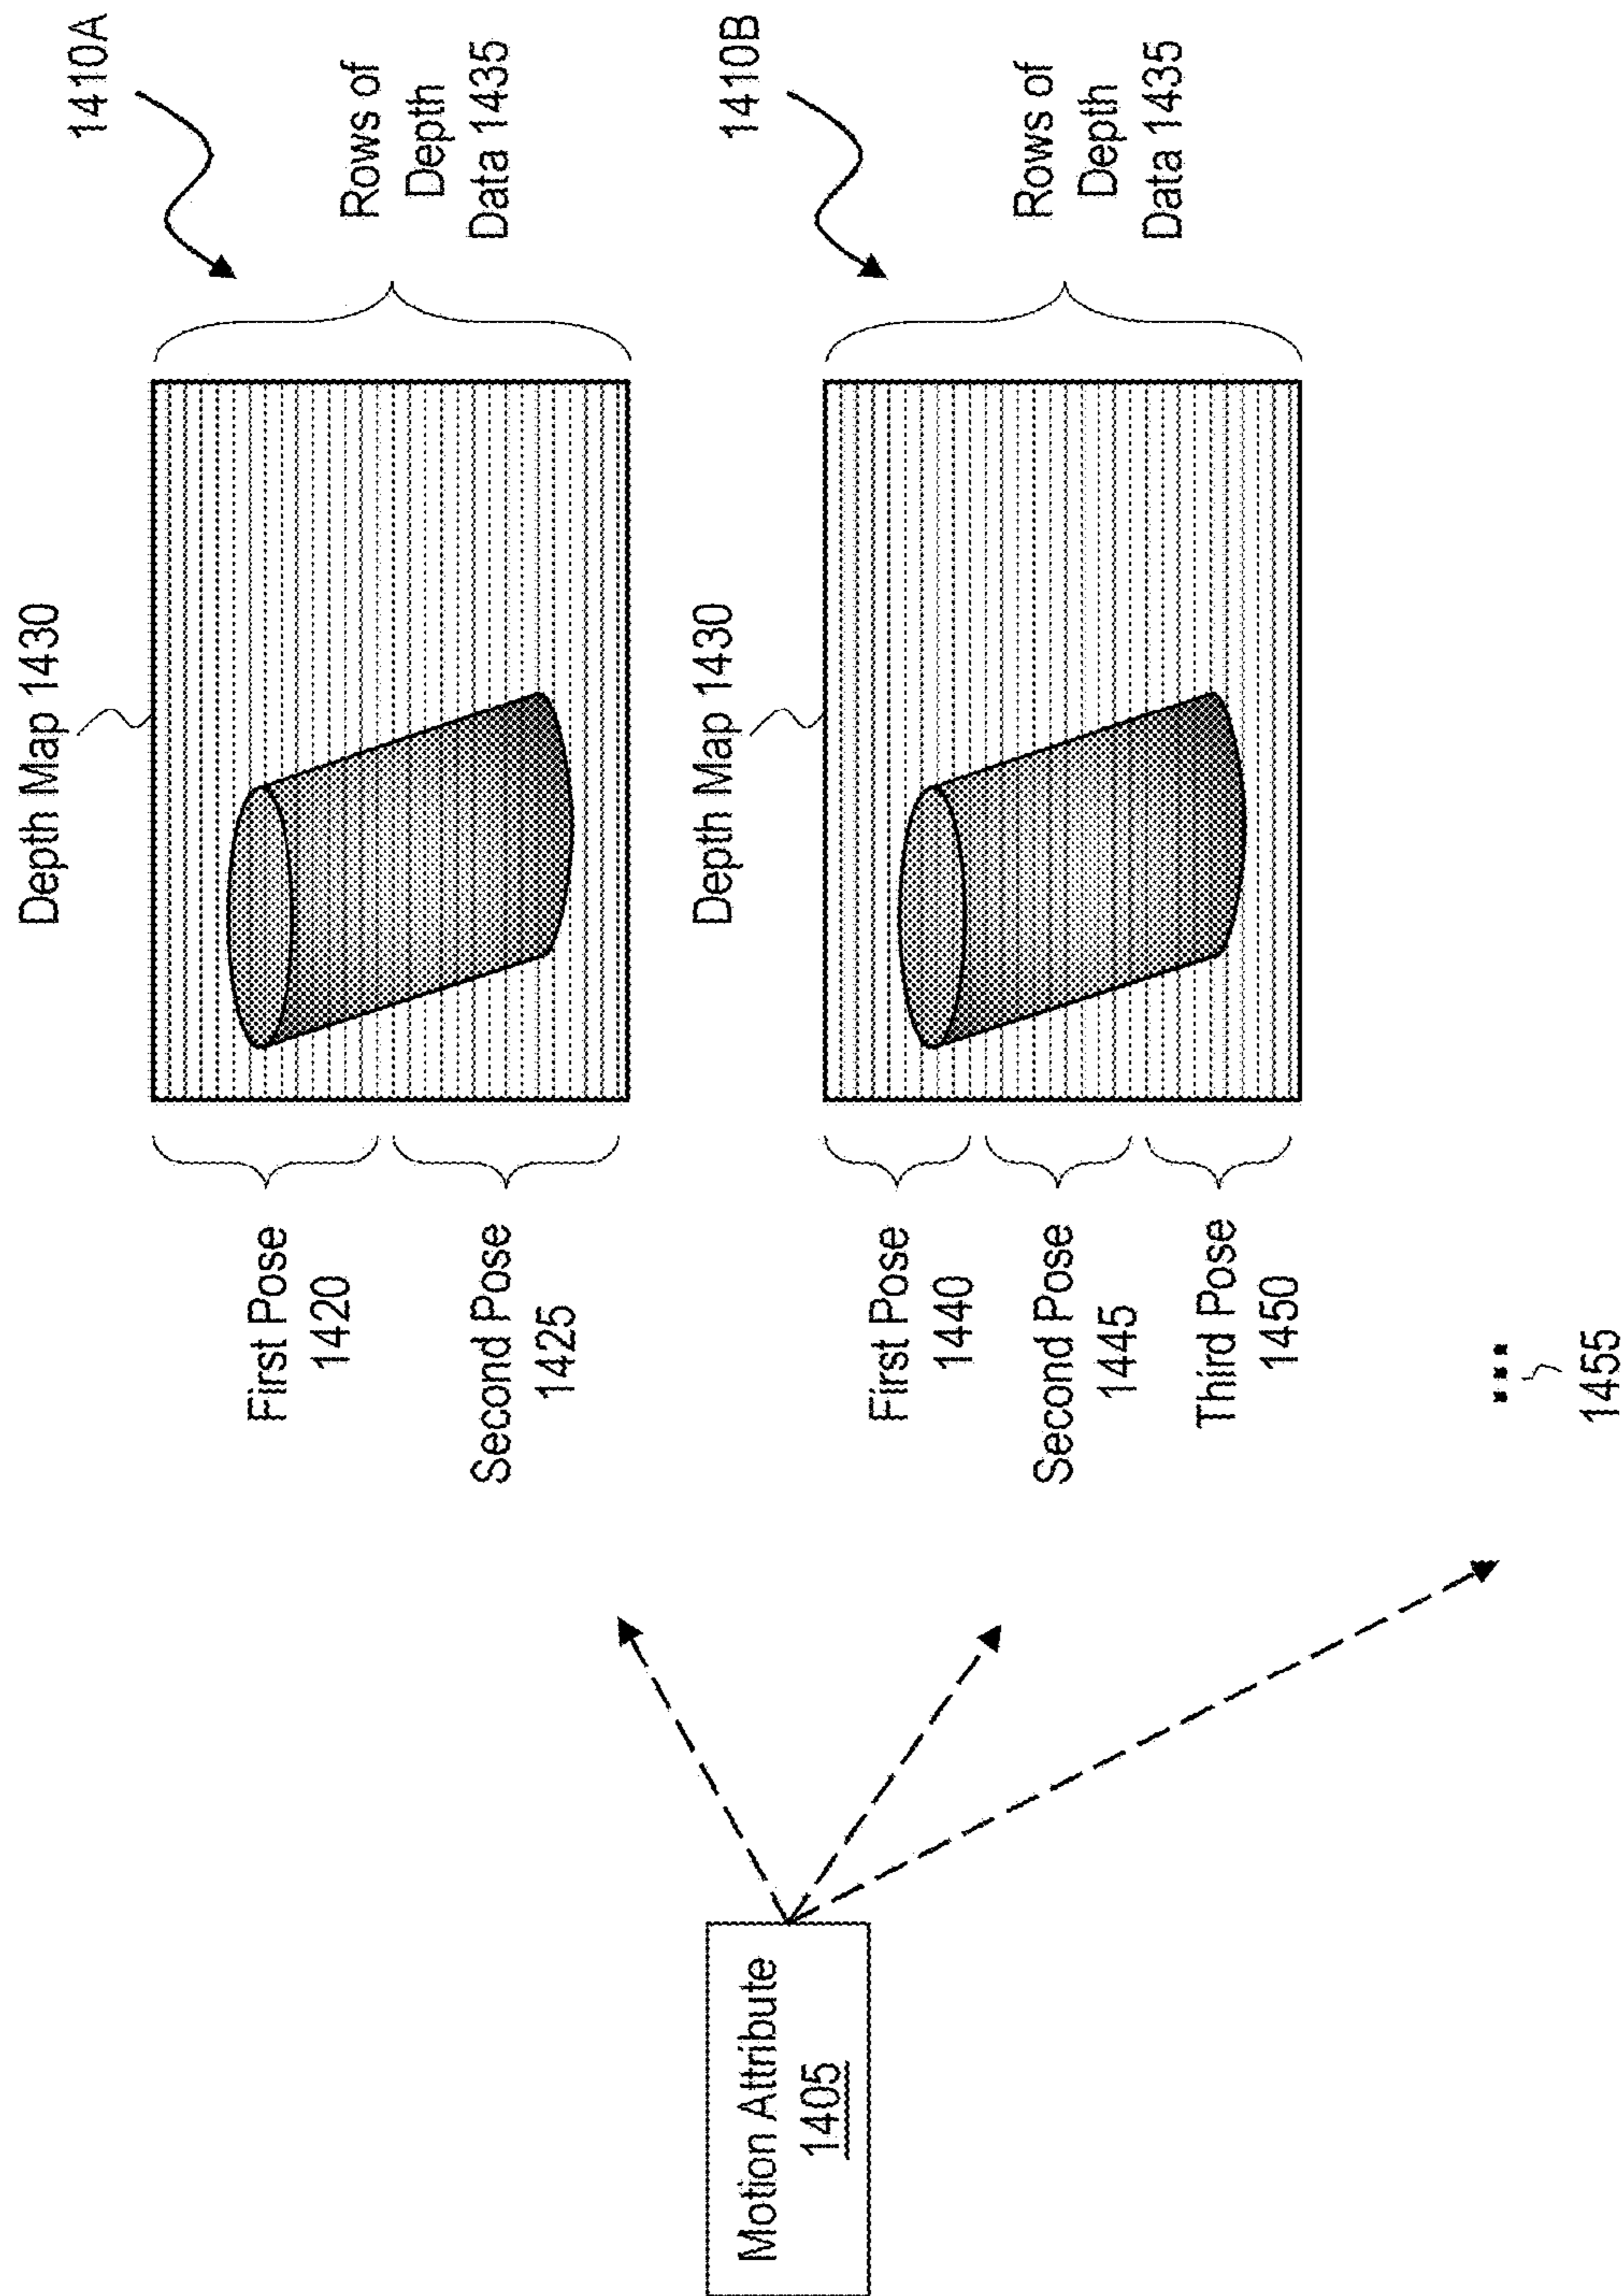 1410A
Depth Map 1430
Rows of
Depth
Data 1435
First Pose
1420
Second Pose
1425
1410B
Depth Map 1430
Rows of
Depth
Data 1435
First Pose
1440
Second Pose
1445
Third Pose
1450
Motion Attribute
1405
1455